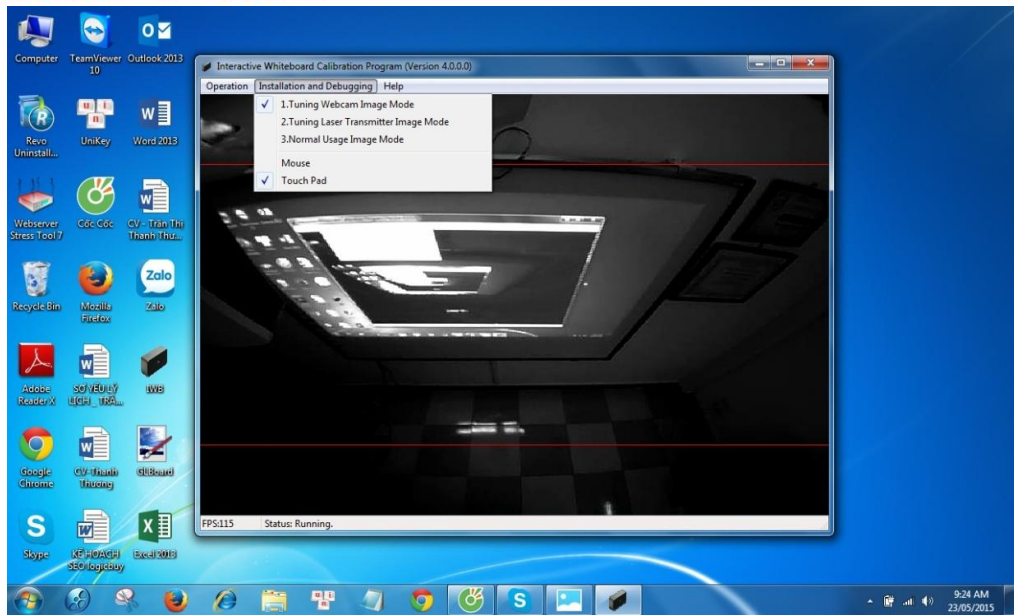 Computer
TeamViewer 10
Outlook 2013
Revo Uninstall...
UniKey
Word 2013
Webserver Stress Tool 7
Cốc Cốc
CV - Trần Thị Thanh Thư...
Recycle Bin
Mozilla Firefox
Zalo
Zalo
Adobe Reader X
SƠ YẾU LÝ LỊCH _ TRẦ...
IWB
Google Chrome
CV-Thanh Thương
GLBoard
Skype
KẾ HOẠCH SEO logicbuy
Excel 2013
Interactive Whiteboard Calibration Program (Version 4.0.0.0)
Operation Installation and Debugging Help
1.Tuning Webcam Image Mode
2.Tuning Laser Transmitter Image Mode
3.Normal Usage Image Mode
Mouse
Touch Pad
FPS:115 Status: Running.
9:24 AM
23/05/2015